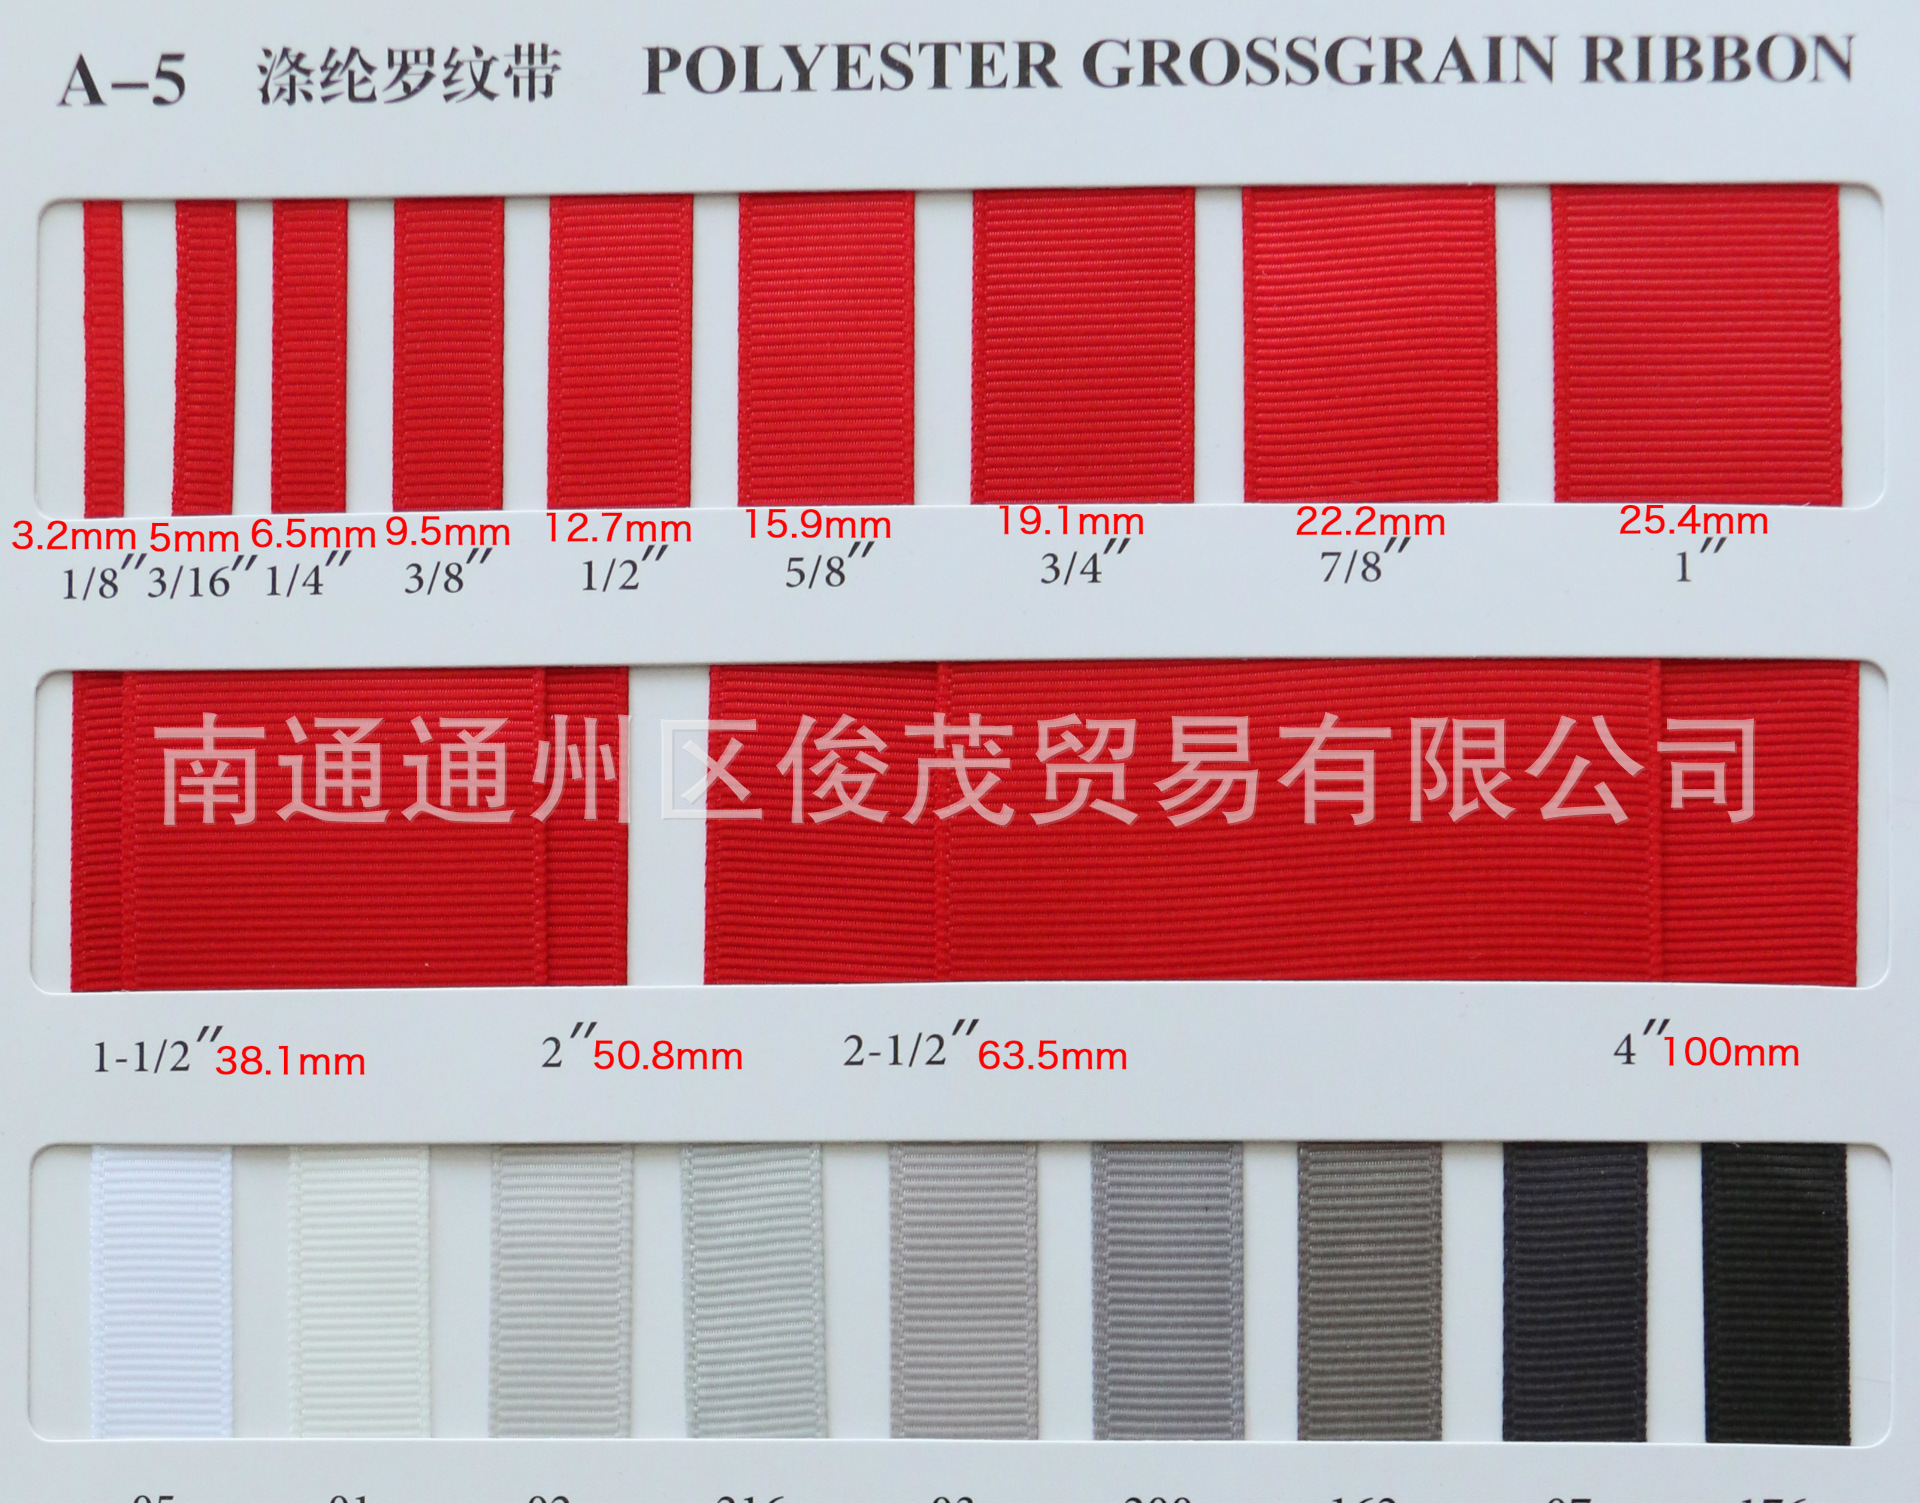 A-5 涤纶罗纹带 POLYESTER GROSSGRAIN RIBBON
3.2mm 5mm 6.5mm 9.5mm 12.7mm 15.9mm 19.1mm 22.2mm 25.4mm
1/8″ 3/16″ 1/4″ 3/8″ 1/2″ 5/8″ 3/4″ 7/8″ 1″
南通通州区俊茂贸易有限公司
1-1/2″ 38.1mm 2″ 50.8mm 2-1/2″ 63.5mm 4″ 100mm